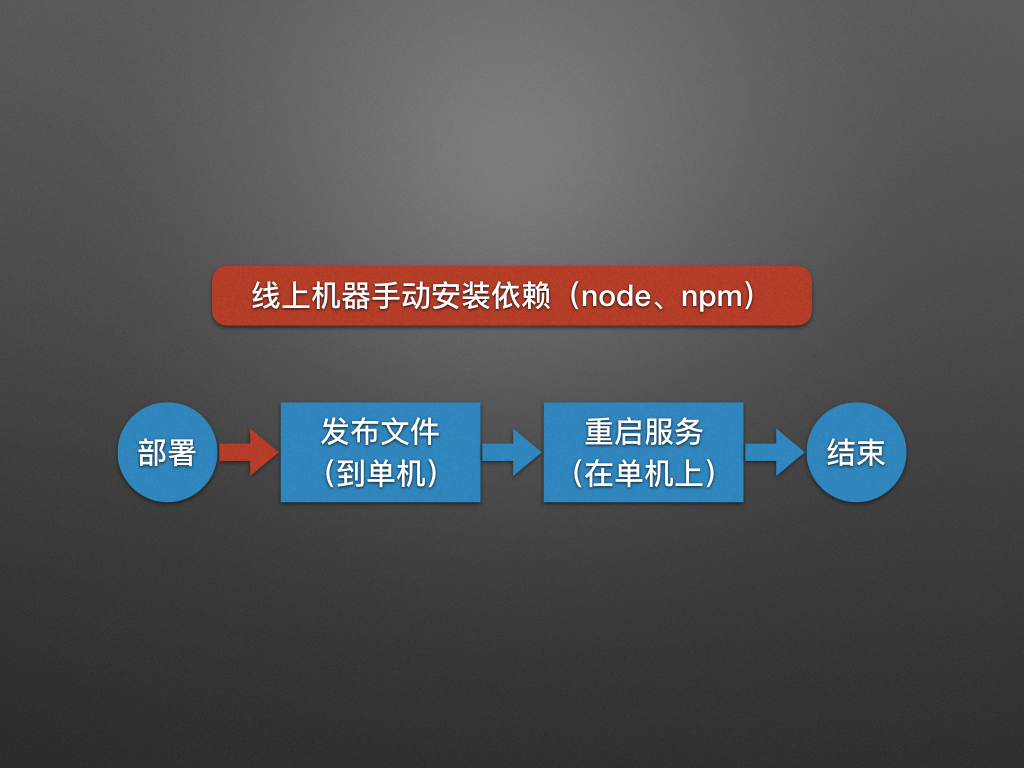 线上机器手动安装依赖（node、npm）
部署
发布文件
（到单机）
重启服务
（在单机上）
结束